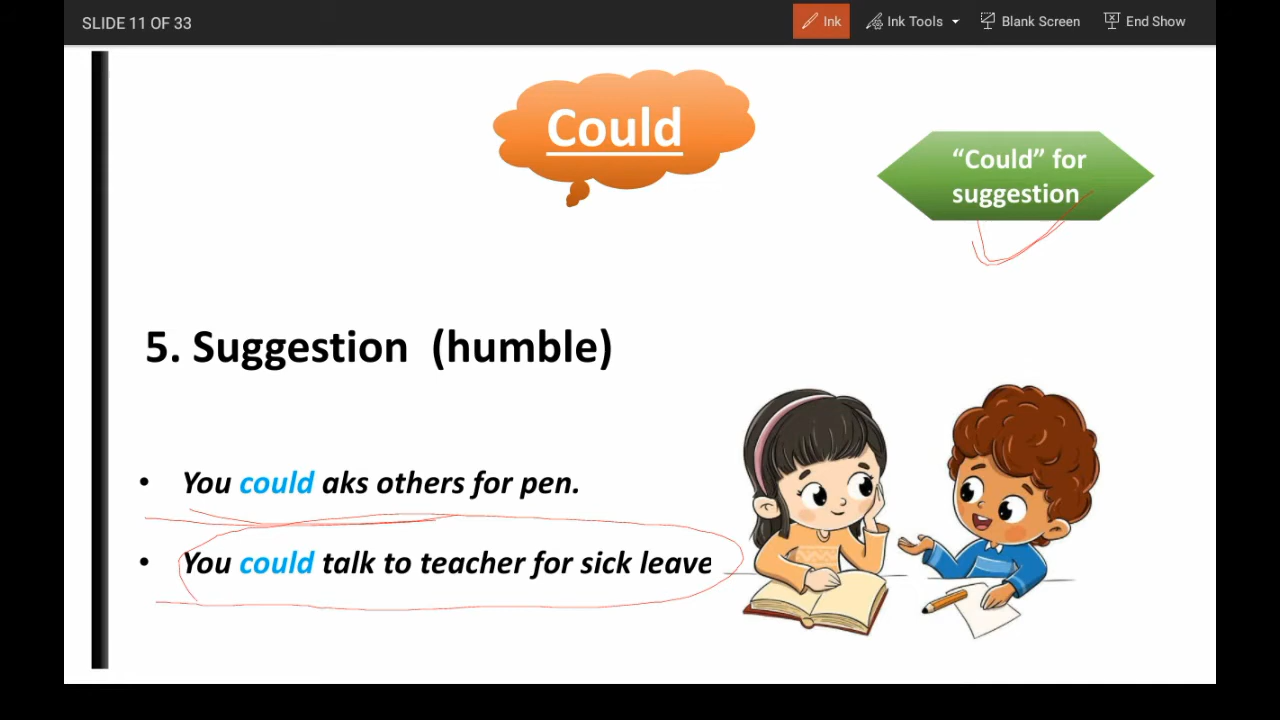 SLIDE 11 OF 33
Ink
Ink Tools
Blank Screen
End Show
Could
“Could” for
suggestion
5. Suggestion (humble)
• You could aks others for pen.
• You could talk to teacher for sick leave